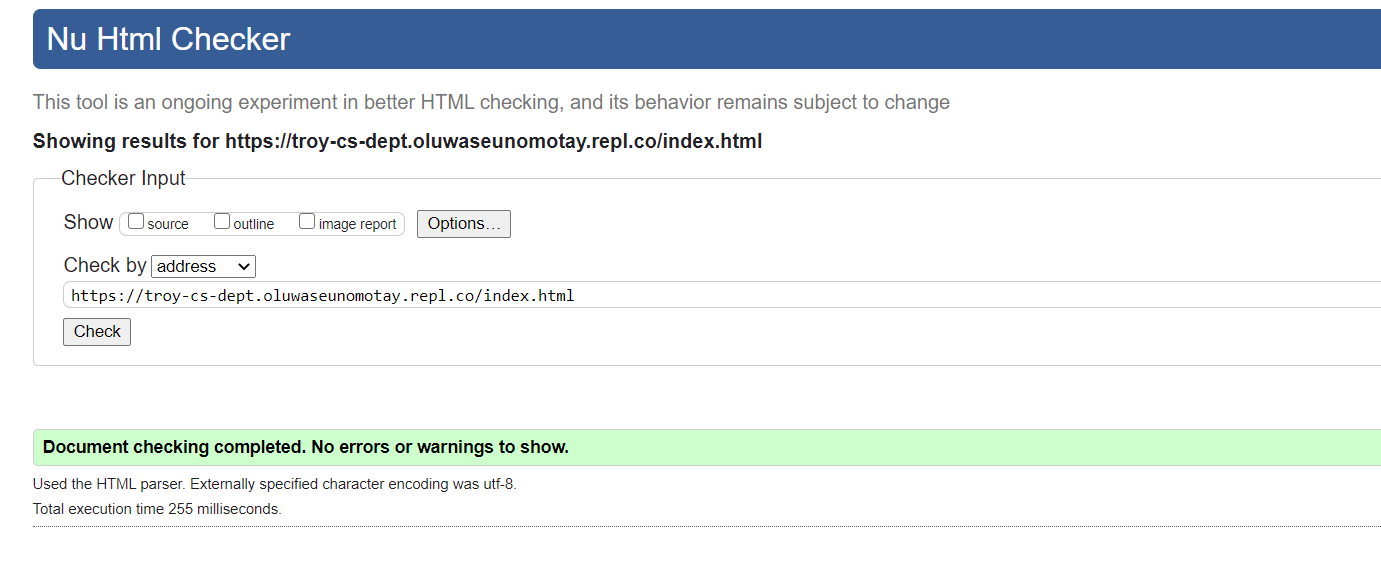 Nu Html Checker
This tool is an ongoing experiment in better HTML checking, and its behavior remains subject to change
Showing results for https://troy-cs-dept.oluwaseunomotay.repl.co/index.html
Checker Input
Show source outline image report Options...
Check by address
https://troy-cs-dept.oluwaseunomotay.repl.co/index.html
Check
Document checking completed. No errors or warnings to show.
Used the HTML parser. Externally specified character encoding was utf-8.
Total execution time 255 milliseconds.